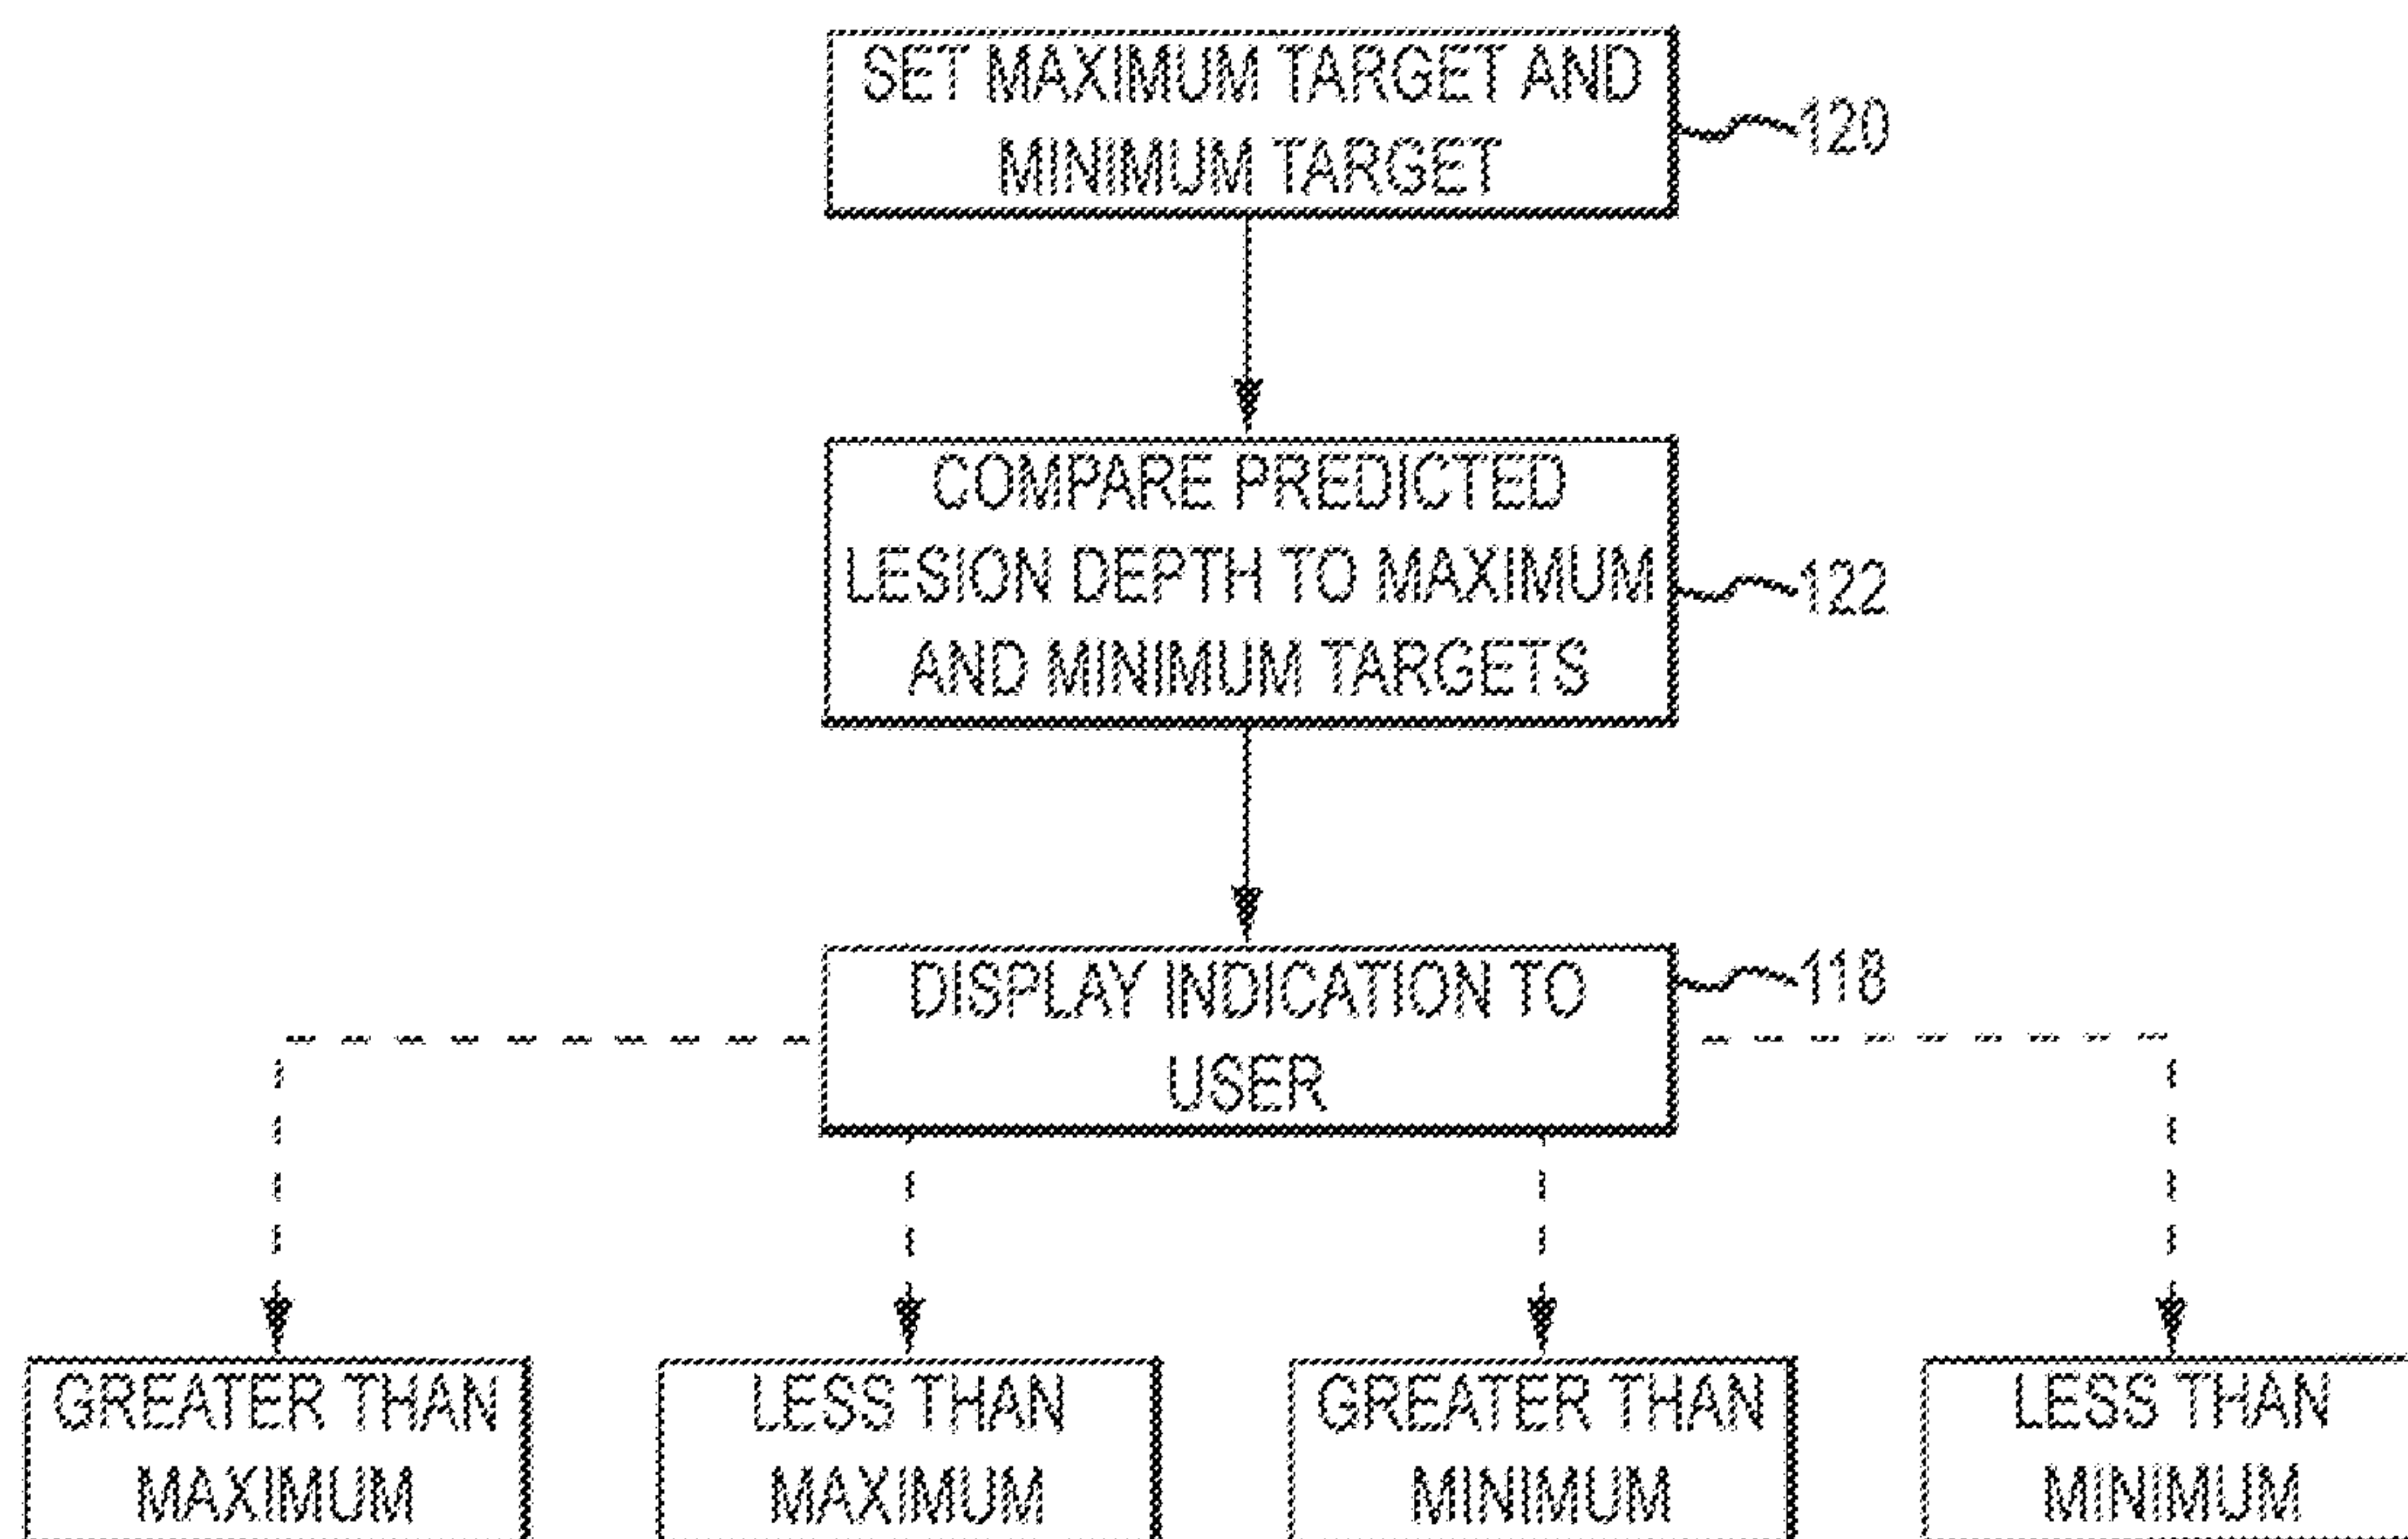 SET MAXIMUM TARGET AND
MINIMUM TARGET
120
COMPARE PREDICTED
LESION DEPTH TO MAXIMUM
AND MINIMUM TARGETS
122
DISPLAY INDICATION TO
USER
118
GREATER THAN
MAXIMUM
LESS THAN
MAXIMUM
GREATER THAN
MINIMUM
LESS THAN
MINIMUM